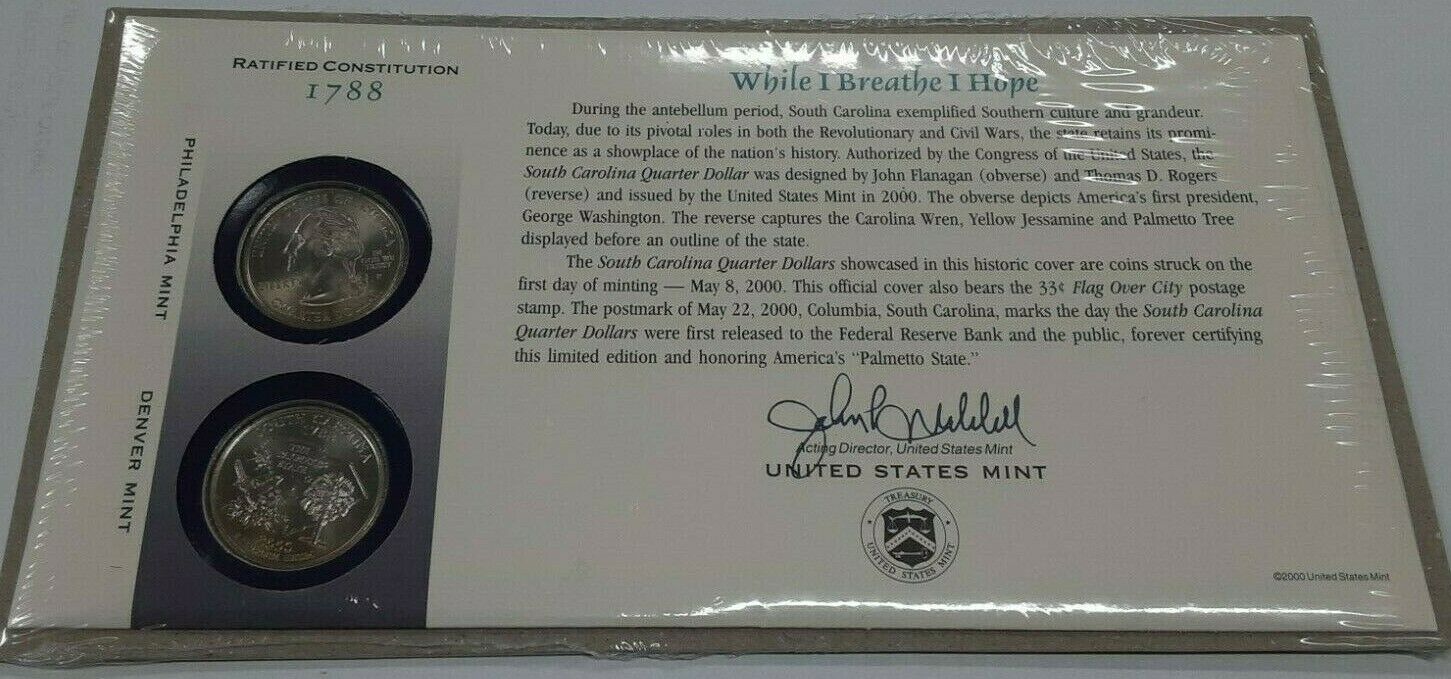 RATIFIED CONSTITUTION
1788
PHILADELPHIA MINT
DENVER MINT
While I Breathe I Hope
During the antebellum period, South Carolina exemplified Southern culture and grandeur.
Today, due to its pivotal roles in both the Revolutionary and Civil Wars, the state retains its promi-
nence as a showplace of the nation's history. Authorized by the Congress of the United States, the
South Carolina Quarter Dollar was designed by John Flanagan (obverse) and Thomas D. Rogers
(reverse) and issued by the United States Mint in 2000. The obverse depicts America's first president,
George Washington. The reverse captures the Carolina Wren, Yellow Jessamine and Palmetto Tree
displayed before an outline of the state.
The South Carolina Quarter Dollars showcased in this historic cover are coins struck on the
first day of minting — May 8, 2000. This official cover also bears the 33¢ Flag Over City postage
stamp. The postmark of May 22, 2000, Columbia, South Carolina, marks the day the South Carolina
Quarter Dollars were first released to the Federal Reserve Bank and the public, forever certifying
this limited edition and honoring America's "Palmetto State."
Acting Director, United States Mint
UNITED STATES MINT
TREASURY
UNITED STATES MINT
©2000 United States Mint